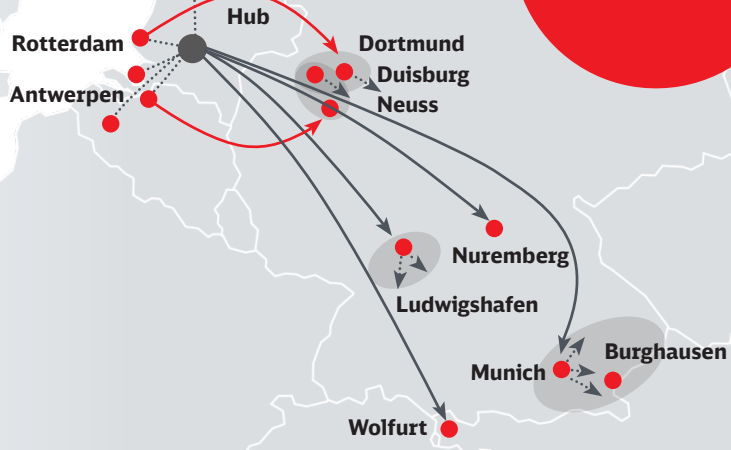 Hub
Rotterdam
Dortmund
Duisburg
Antwerpen
Neuss
Nuremberg
Ludwigshafen
Burghausen
Munich
Wolfurt